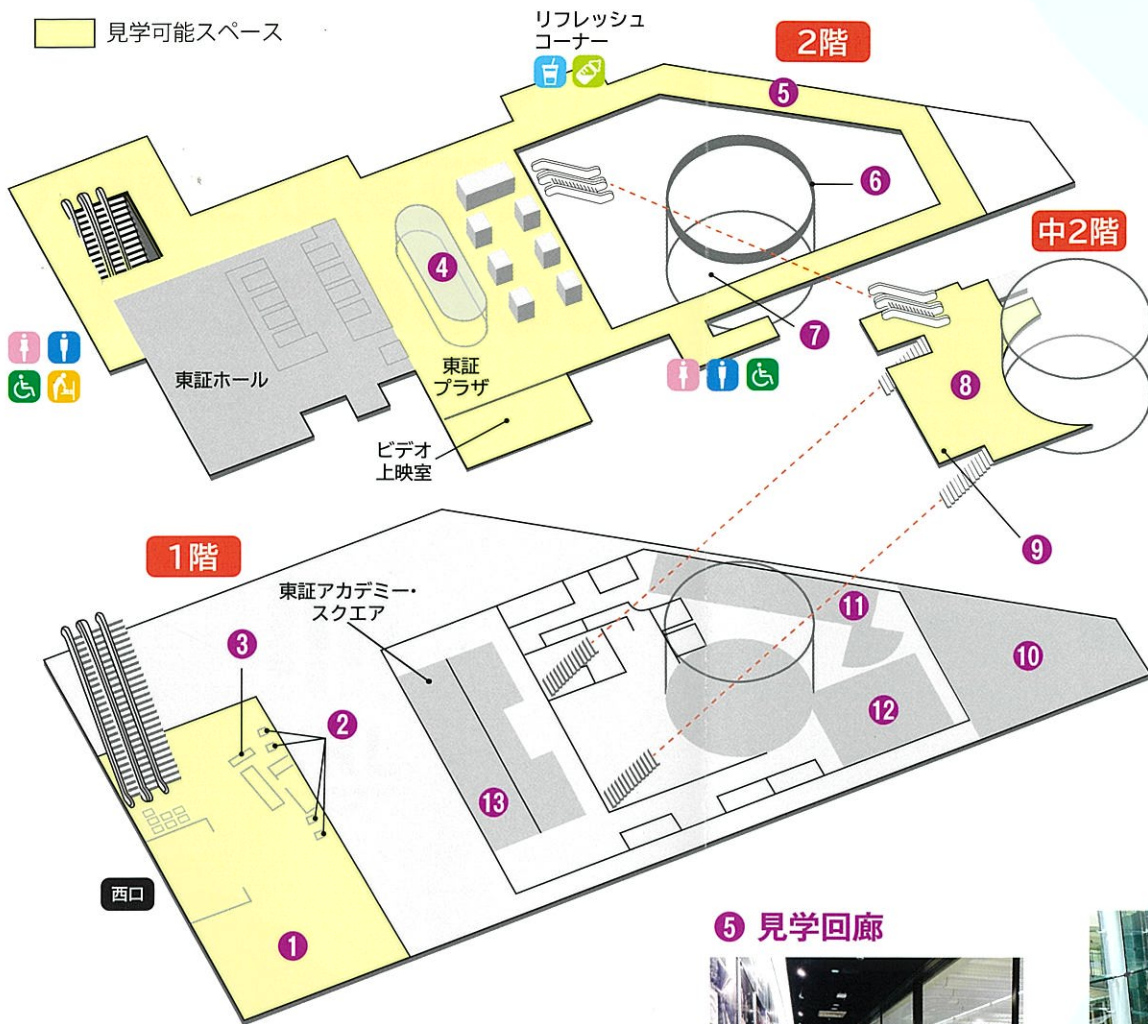 見学可能スペース
リフレッシュ
コーナー
2階
5
6
中2階
4
7
東証ホール
東証
プラザ
8
ビデオ
上映室
9
1階
東証アカデミー・
スクエア
3
11
10
2
12
13
西口
1
5 見学回廊